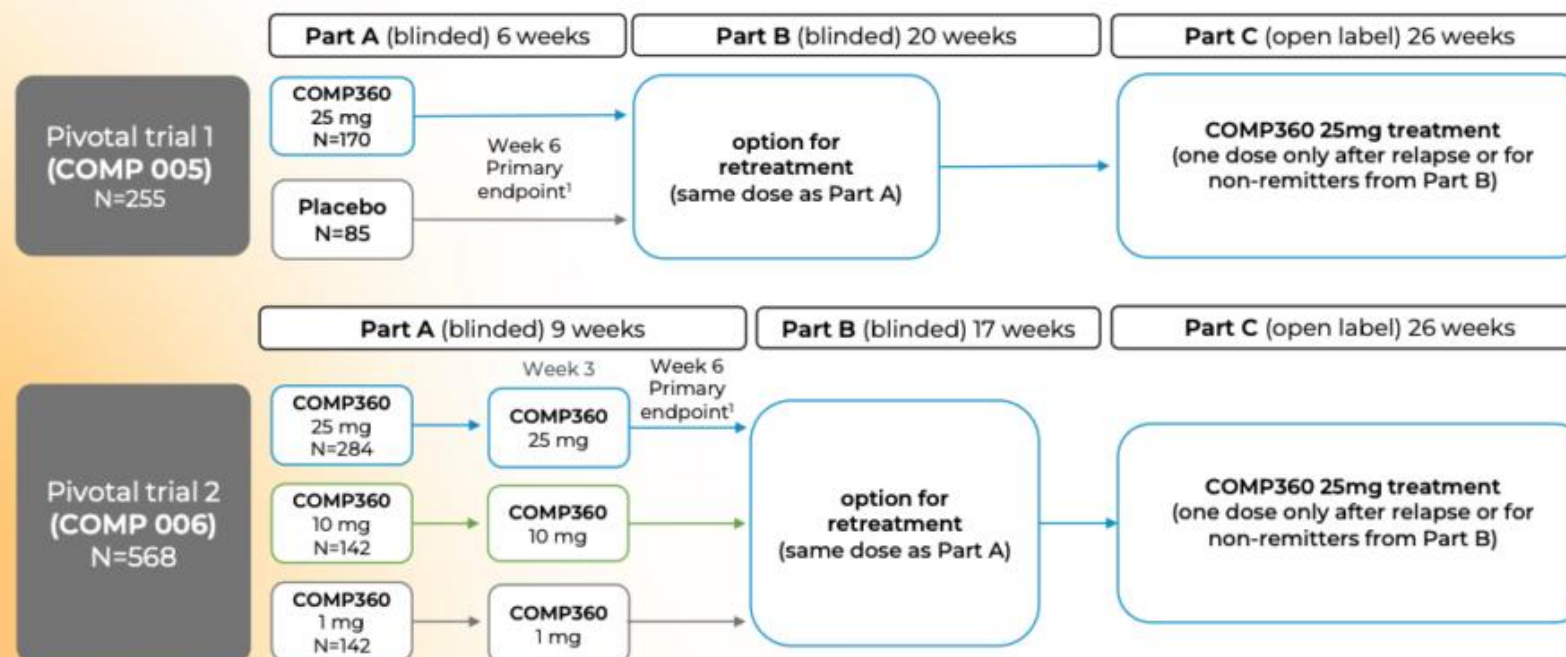 Part A (blinded) 6 weeks
Part B (blinded) 20 weeks
Part C (open label) 26 weeks
Pivotal trial 1
(COMP 005)
N=255
COMP360
25 mg
N=170
Placebo
N=85
Week 6
Primary
endpoint¹
option for
retreatment
(same dose as Part A)
COMP360 25mg treatment
(one dose only after relapse or for
non-remitters from Part B)
Part A (blinded) 9 weeks
Part B (blinded) 17 weeks
Part C (open label) 26 weeks
Pivotal trial 2
(COMP 006)
N=568
COMP360
25 mg
N=284
Week 3
COMP360
25 mg
Week 6
Primary
endpoint¹
COMP360
10 mg
N=142
COMP360
10 mg
COMP360
1 mg
N=142
COMP360
1 mg
option for
retreatment
(same dose as Part A)
COMP360 25mg treatment
(one dose only after relapse or for
non-remitters from Part B)